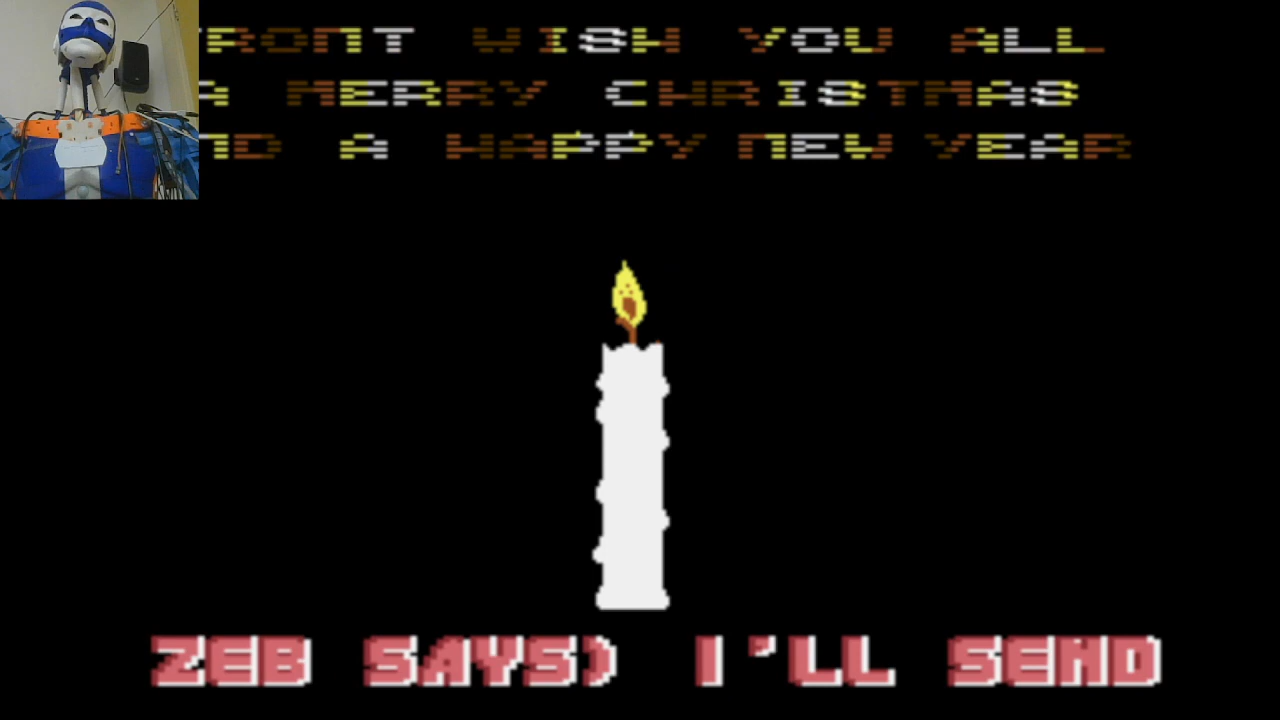 RONT WISH YOU ALL
A MERRY CHRISTMAS
ND A HAPPY NEW YEAR
ZEB SAYS) I'LL SEND